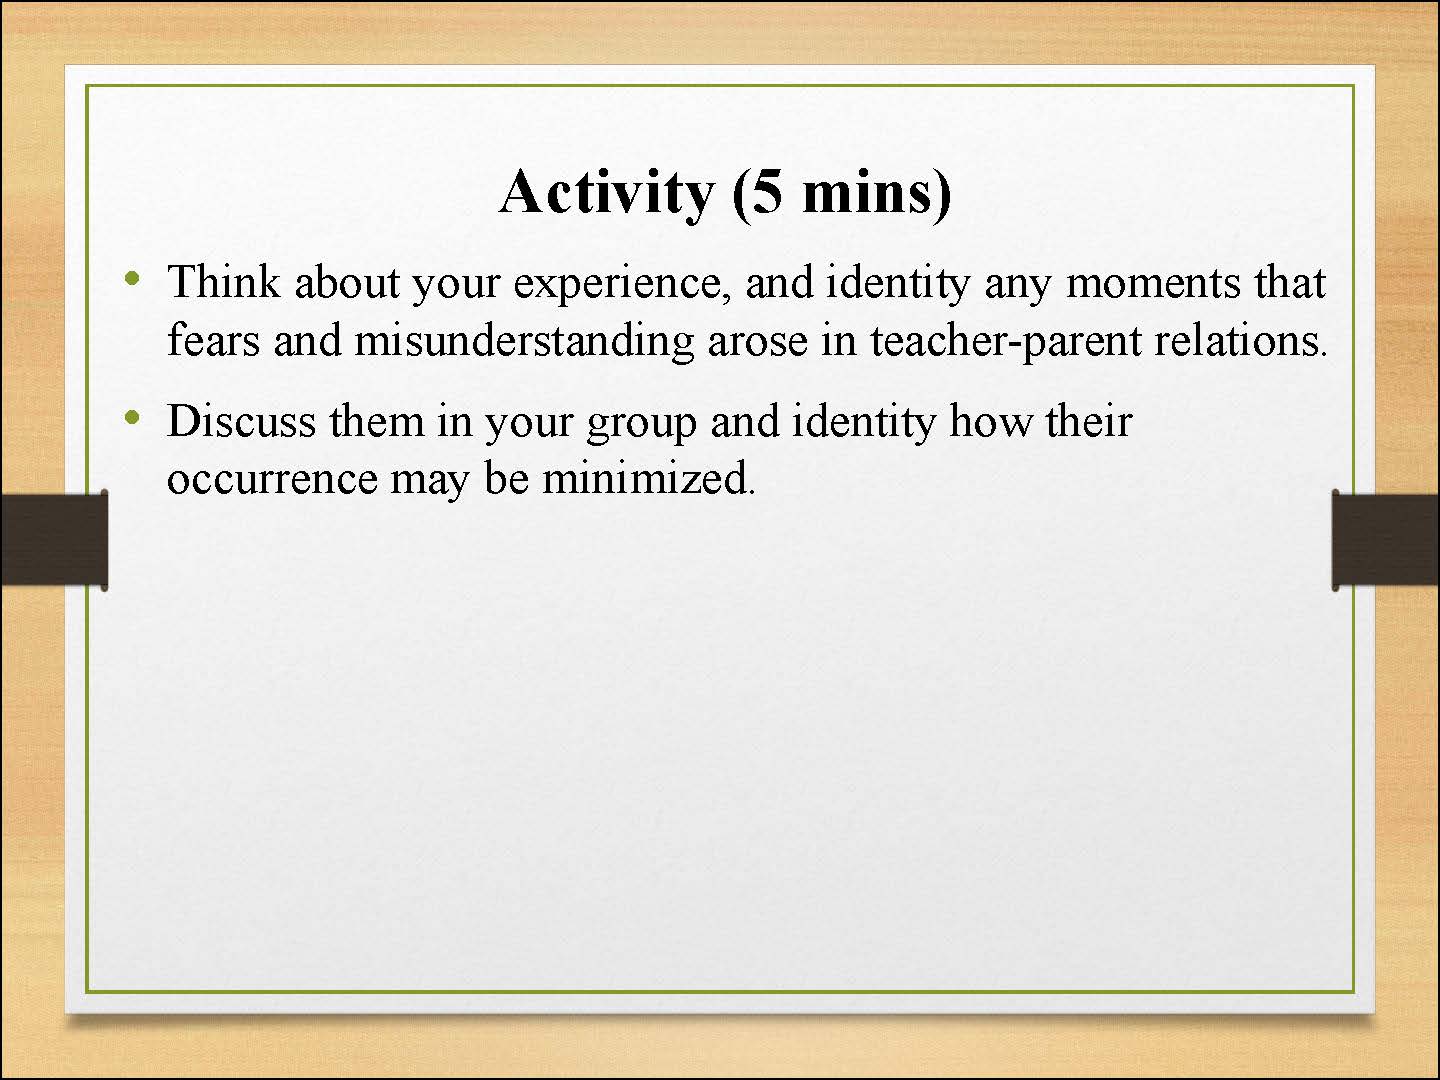 Activity (5 mins)
• Think about your experience, and identity any moments that
fears and misunderstanding arose in teacher-parent relations.
• Discuss them in your group and identity how their
occurrence may be minimized.